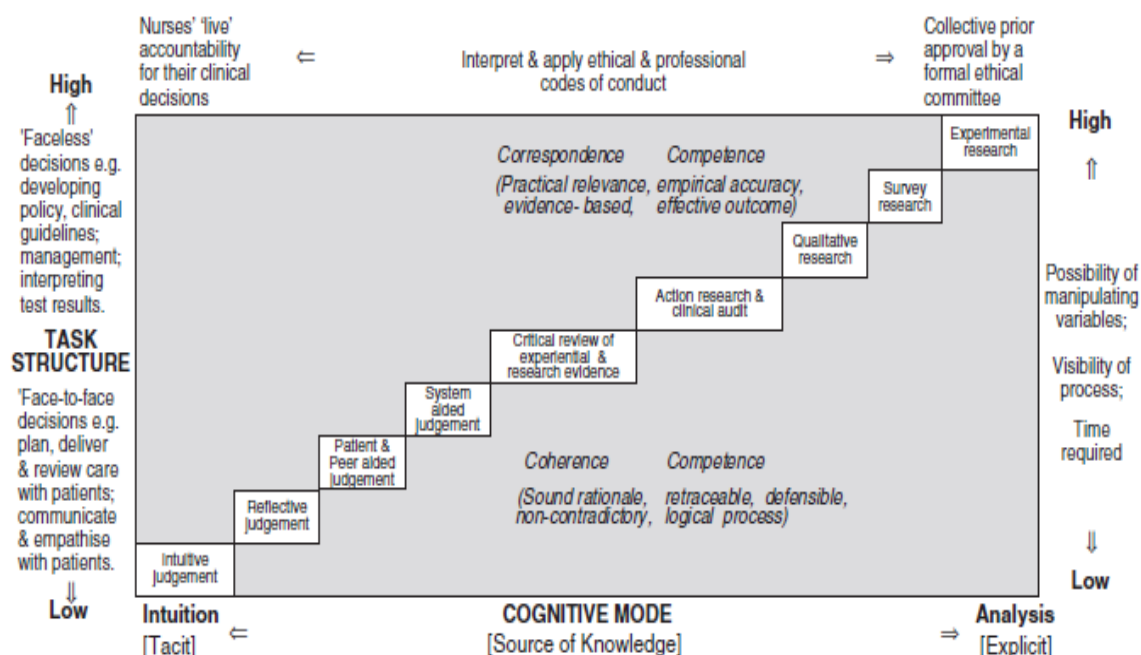 Nurses' 'live'
accountability
for their clinical
decisions
⇐
Interpret & apply ethical & professional
codes of conduct
⇒
Collective prior
approval by a
formal ethical
committee
High
⇑
'Faceless'
decisions e.g.
developing
policy, clinical
guidelines;
management;
interpreting
test results.
TASK
STRUCTURE
'Face-to-face
decisions e.g.
plan, deliver
& review care
with patients;
communicate
& empathise
with patients.
⇓
Low
Experimental
research
Survey
research
Qualitative
research
Action research &
clinical audit
Critical review of
experiential &
research evidence
System
aided
judgement
Patient &
Peer aided
judgement
Reflective
judgement
Intuitive
judgement
Correspondence Competence
(Practical relevance, empirical accuracy,
evidence- based, effective outcome)
Coherence Competence
(Sound rationale, retraceable, defensible,
non-contradictory, logical process)
High
⇑
Possibility of
manipulating
variables;
Visibility of
process;
Time
required
⇓
Low
Intuition
[Tacit]
⇐
COGNITIVE MODE
[Source of Knowledge]
⇒
Analysis
[Explicit]